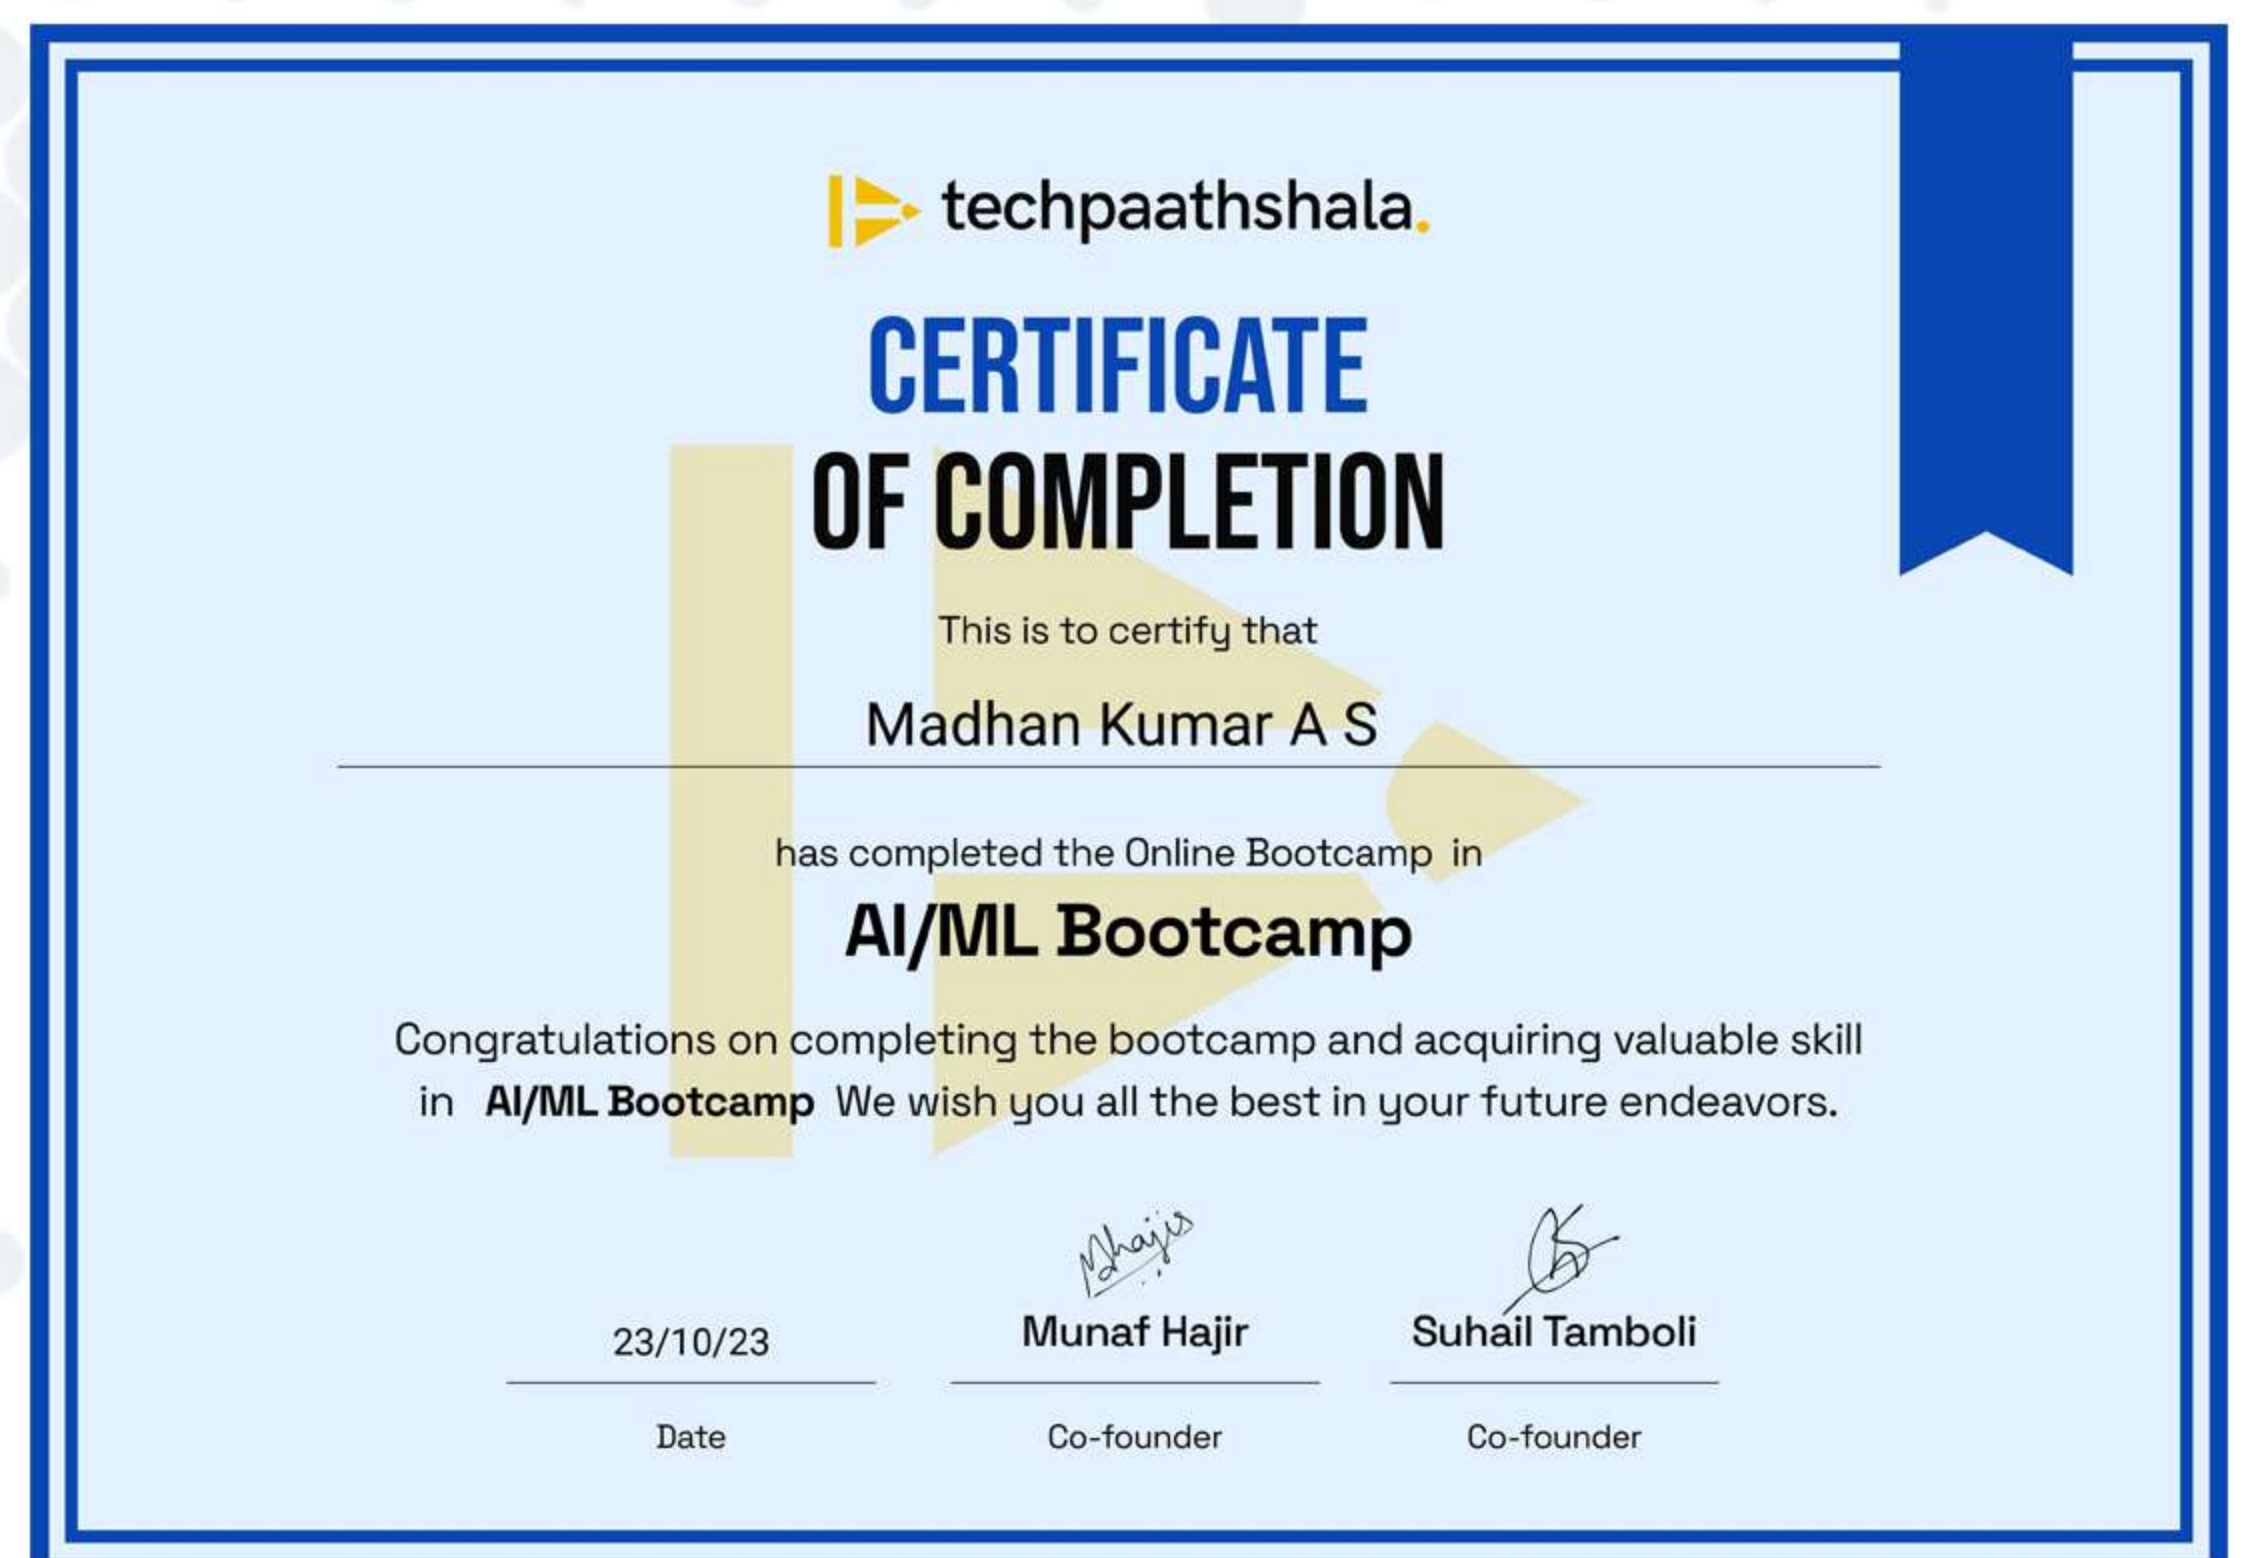 techpaathshala.
CERTIFICATE
OF COMPLETION
This is to certify that
Madhan Kumar A S
has completed the Online Bootcamp in
AI/ML Bootcamp
Congratulations on completing the bootcamp and acquiring valuable skill
in AI/ML Bootcamp We wish you all the best in your future endeavors.
23/10/23
Munaf Hajir
Suhail Tamboli
Date
Co-founder
Co-founder